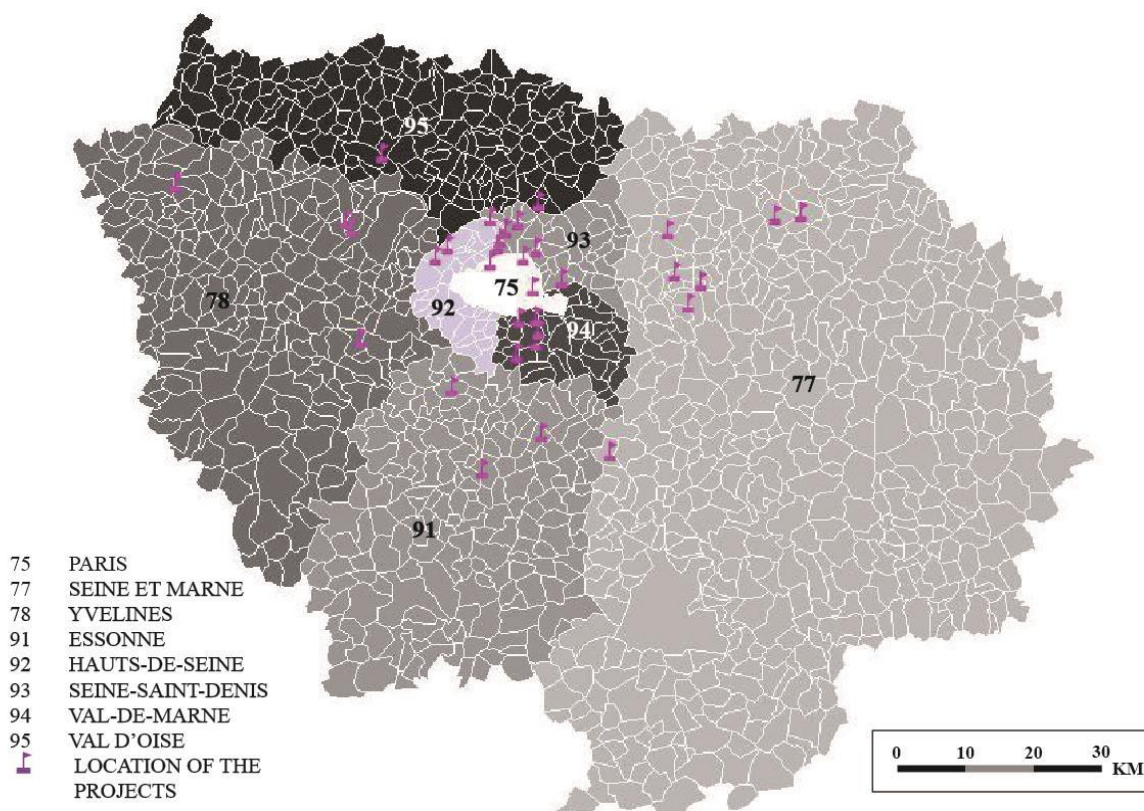 95
93
78
75
92
94
77
91
75 PARIS
77 SEINE ET MARNE
78 YVELINES
91 ESSONNE
92 HAUTS-DE-SEINE
93 SEINE-SAINT-DENIS
94 VAL-DE-MARNE
95 VAL D'OISE
LOCATION OF THE
PROJECTS
0 10 20 30
KM